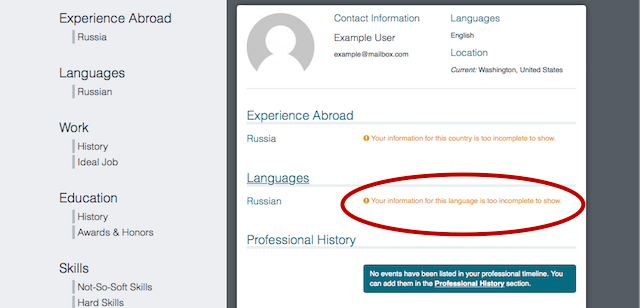 Experience Abroad
Russia
Languages
Russian
Work
History
Ideal Job
Education
History
Awards & Honors
Skills
Not-So-Soft Skills
Hard Skills
Contact Information
Example User
example@mailbox.com
Languages
English
Location
Current: Washington, United States
Experience Abroad
Russia
Your information for this country is too incomplete to show.
Languages
Russian
Your information for this language is too incomplete to show.
Professional History
No events have been listed in your professional timeline. You
can add them in the Professional History section.